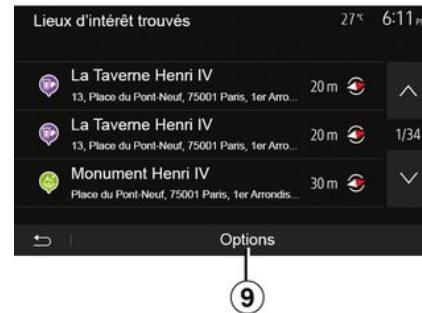 Lieux d'intérêt trouvés 27°C 6:11 PM
La Taverne Henri IV 20 m
13, Place du Pont-Neuf, 75001 Paris, 1er Arro...
La Taverne Henri IV 20 m 1/34
13, Place du Pont-Neuf, 75001 Paris, 1er Arro...
Monument Henri IV 30 m
Place du Pont-Neuf, 75001 Paris, 1er Arrondis...
Options
9